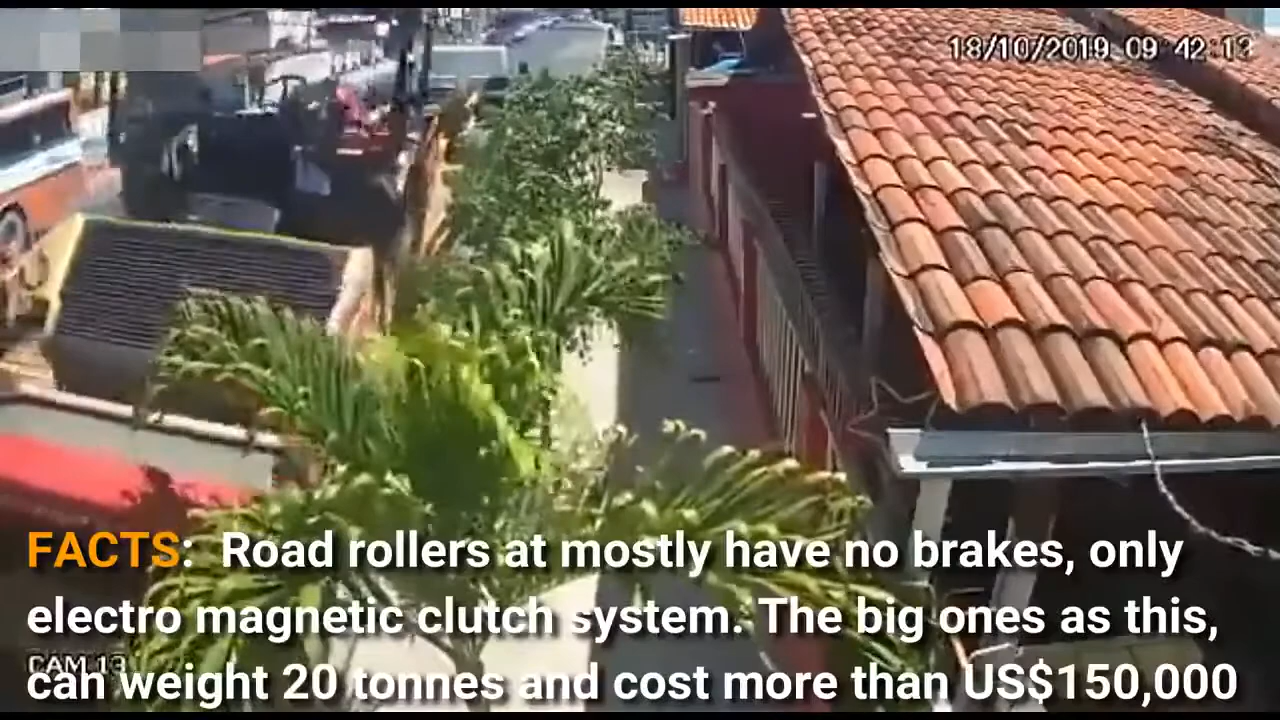 18/10/2019 09:42:13
FACTS: Road rollers at mostly have no brakes, only
electro magnetic clutch system. The big ones as this,
CAM 13
can weight 20 tonnes and cost more than US$150,000